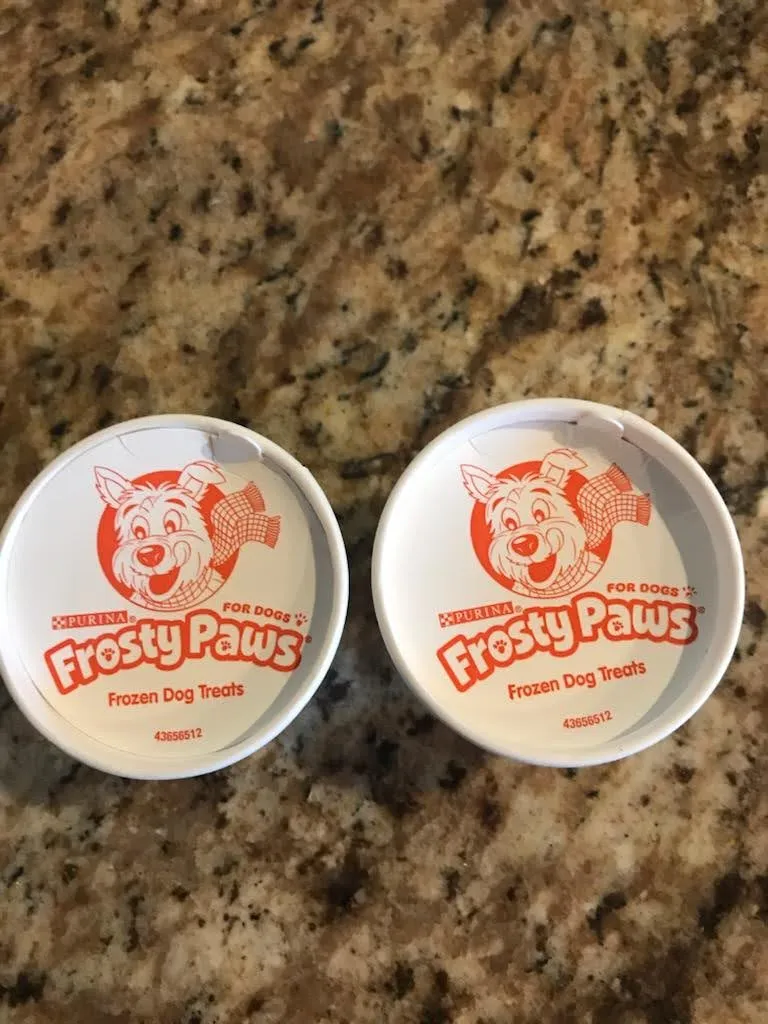 PURINA®
FOR DOGS
Frosty Paws®
Frozen Dog Treats
43656512
PURINA®
FOR DOGS
Frosty Paws®
Frozen Dog Treats
43656512